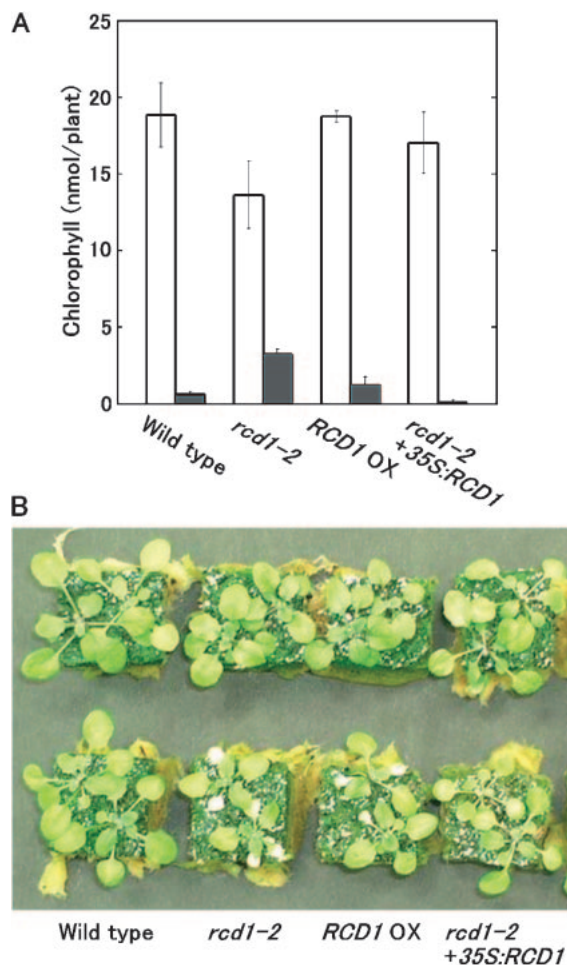 A
25
20
15
10
5
0
Chlorophyll (nmol/plant)
Wild type
rcd1-2
RCD1 OX
rcd1-2
+35S:RCD1
B
Wild type
rcd1-2
RCD1 OX
rcd1-2
+35S:RCD1